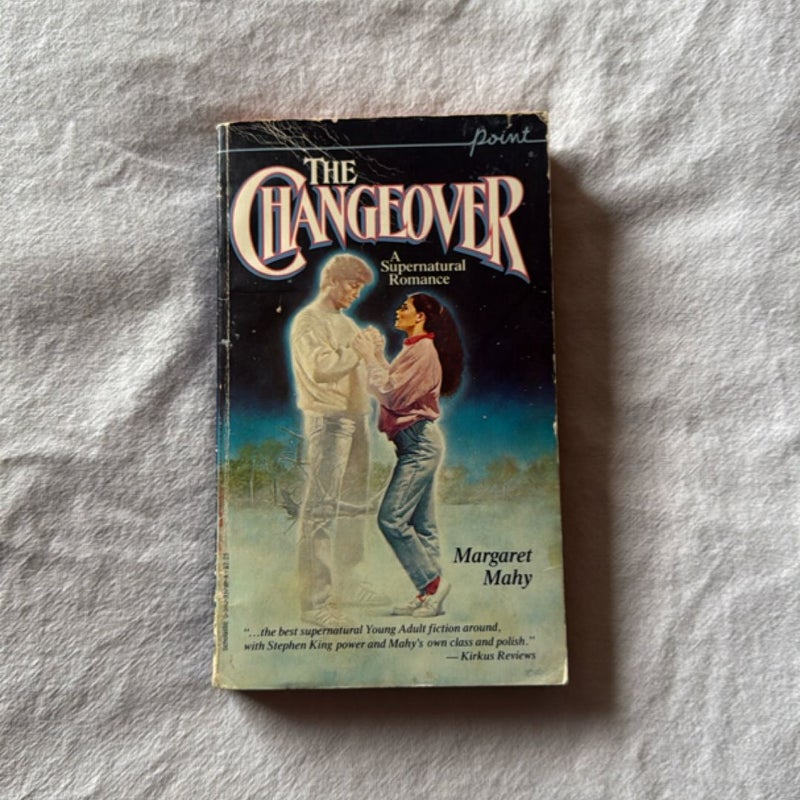 point
THE
CHANGEOVER
A
Supernatural
Romance
Margaret
Mahy
"...the best supernatural Young Adult fiction around,
with Stephen King power and Mahy's own class and polish."
— Kirkus Reviews